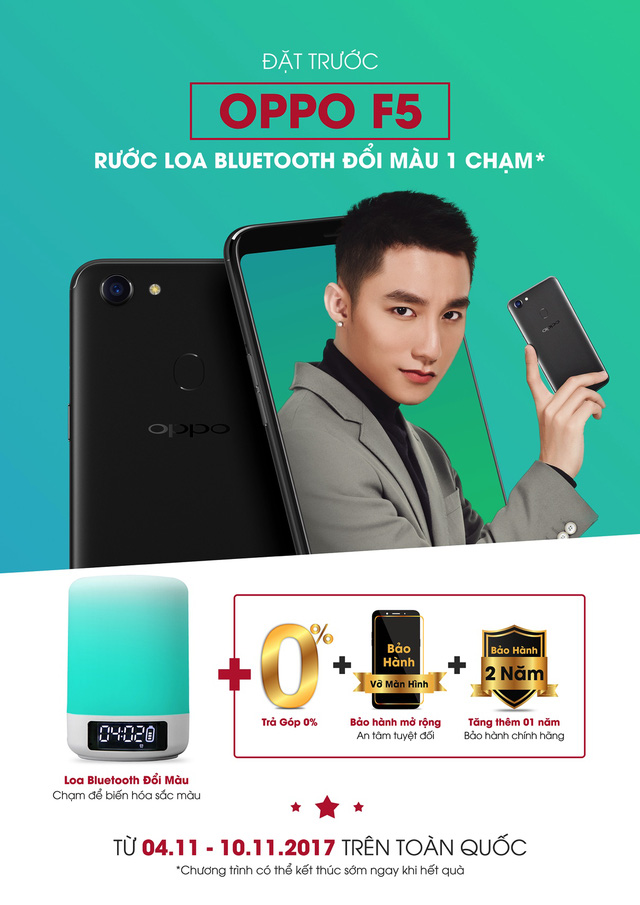 ĐẶT TRƯỚC
OPPO F5
RƯỚC LOA BLUETOOTH ĐỔI MÀU 1 CHẠM*
oppo
oppo
04:02
0%
Bảo
Hành
Vỡ Màn Hình
Bảo Hành
2 Năm
Trả Góp 0%
Bảo hành mở rộng
An tâm tuyệt đối
Tăng thêm 01 năm
Bảo hành chính hãng
Loa Bluetooth Đổi Màu
Chạm để biến hóa sắc màu
TỪ 04.11 - 10.11.2017 TRÊN TOÀN QUỐC
*Chương trình có thể kết thúc sớm ngay khi hết quà